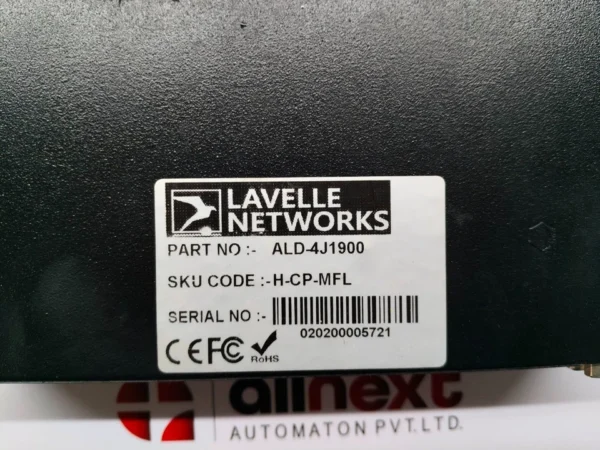 LAVELLE
NETWORKS
PART NO :- ALD-4J1900
SKU CODE :-H-CP-MFL
SERIAL NO :-
020200005721
CE FC RoHS
allnext
AUTOMATON PVT.LTD.